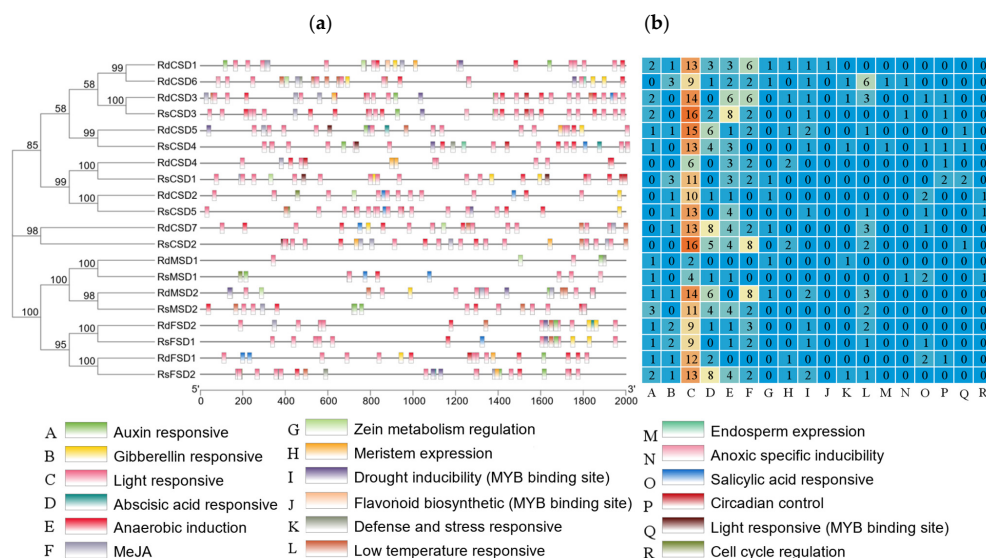 (a)
(b)
RdCSD1
RdCSD6
RdCSD3
RsCSD3
RdCSD5
RsCSD4
RdCSD4
RsCSD1
RdCSD2
RsCSD5
RdCSD7
RsCSD2
RdMSD1
RsMSD1
RdMSD2
RsMSD2
RdFSD2
RsFSD1
RdFSD1
RsFSD2
99
58
100
58
99
85
100
99
100
98
100
98
100
100
95
100
5' 3'
0 200 400 600 800 1000 1200 1400 1600 1800 2000
2 1 13 3 3 6 1 1 1 1 0 0 0 0 0 0 0 0
0 3 9 1 2 2 1 1 1 0 1 6 1 1 0 0 0 0
2 0 14 0 6 6 0 1 1 0 1 3 0 0 1 1 0 0
2 0 16 2 8 2 0 1 0 0 1 0 1 0 0
1 1 15 6 1 2 0 1 2 0 1 1 0 0 0 0 1 0
1 0 13 4 3 0 0 1 1 0 1 0 1 0 1 1 1 0
0 0 6 0 3 2 0 2 0 0 0 0 0 0 0 1 0 0
0 3 11 0 3 2 1 0 0 0 0 1 0 0 0 2 2 0
1 0 10 1 1 0 1 0 0 0 0 1 0 0 2 0 0 1
0 0 13 0 4 0 0 0 1 0 0 1 0 0 1 0 0 1
0 0 13 8 4 2 1 0 0 0 0 3 0 0 1 1 0 0
0 0 16 5 4 8 0 2 0 0 0 2 0 0 0 0 1 0
1 0 2 0 0 0 1 0 0 0 1 0 0 0 0 0 0 0
1 0 4 1 1 0 0 0 0 0 0 0 0 1 2 0 0 1
1 1 14 6 0 8 0 1 2 0 0 3 0 0 1 0 0 0
3 0 11 4 4 2 0 0 1 0 0 2 0 0 0 0 0 0
1 2 9 1 1 3 0 0 1 0 0 2 0 0 0 0 0 0
1 2 9 0 1 2 0 0 1 0 0 2 0 0 0 0 0 0
1 1 12 2 0 0 0 1 0 0 0 0 0 0 2 1 0 0
2 1 13 8 4 2 0 1 2 0 1 1 0 0 0 0 0 0
A B C D E F G H I J K L M N O P Q R
A Auxin responsive
B Gibberellin responsive
C Light responsive
D Abscisic acid responsive
E Anaerobic induction
F MeJA
G Zein metabolism regulation
H Meristem expression
I Drought inducibility (MYB binding site)
J Flavonoid biosynthetic (MYB binding site)
K Defense and stress responsive
L Low temperature responsive
M Endosperm expression
N Anoxic specific inducibility
O Salicylic acid responsive
P Circadian control
Q Light responsive (MYB binding site)
R Cell cycle regulation